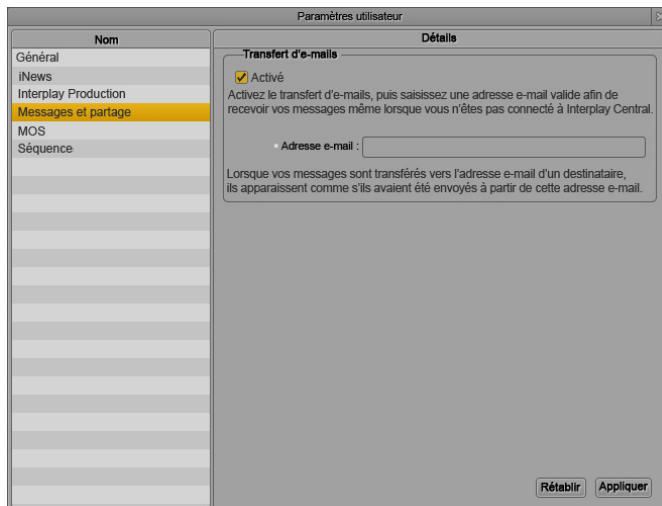 Paramètres utilisateur
Nom
Général
iNews
Interplay Production
Messages et partage
MOS
Séquence
Détails
Transfert d'e-mails
Activé
Activez le transfert d'e-mails, puis saisissez une adresse e-mail valide afin de
recevoir vos messages même lorsque vous n'êtes pas connecté à Interplay Central.
Adresse e-mail :
Lorsque vos messages sont transférés vers l'adresse e-mail d'un destinataire,
ils apparaissent comme s'ils avaient été envoyés à partir de cette adresse e-mail.
Rétablir
Appliquer